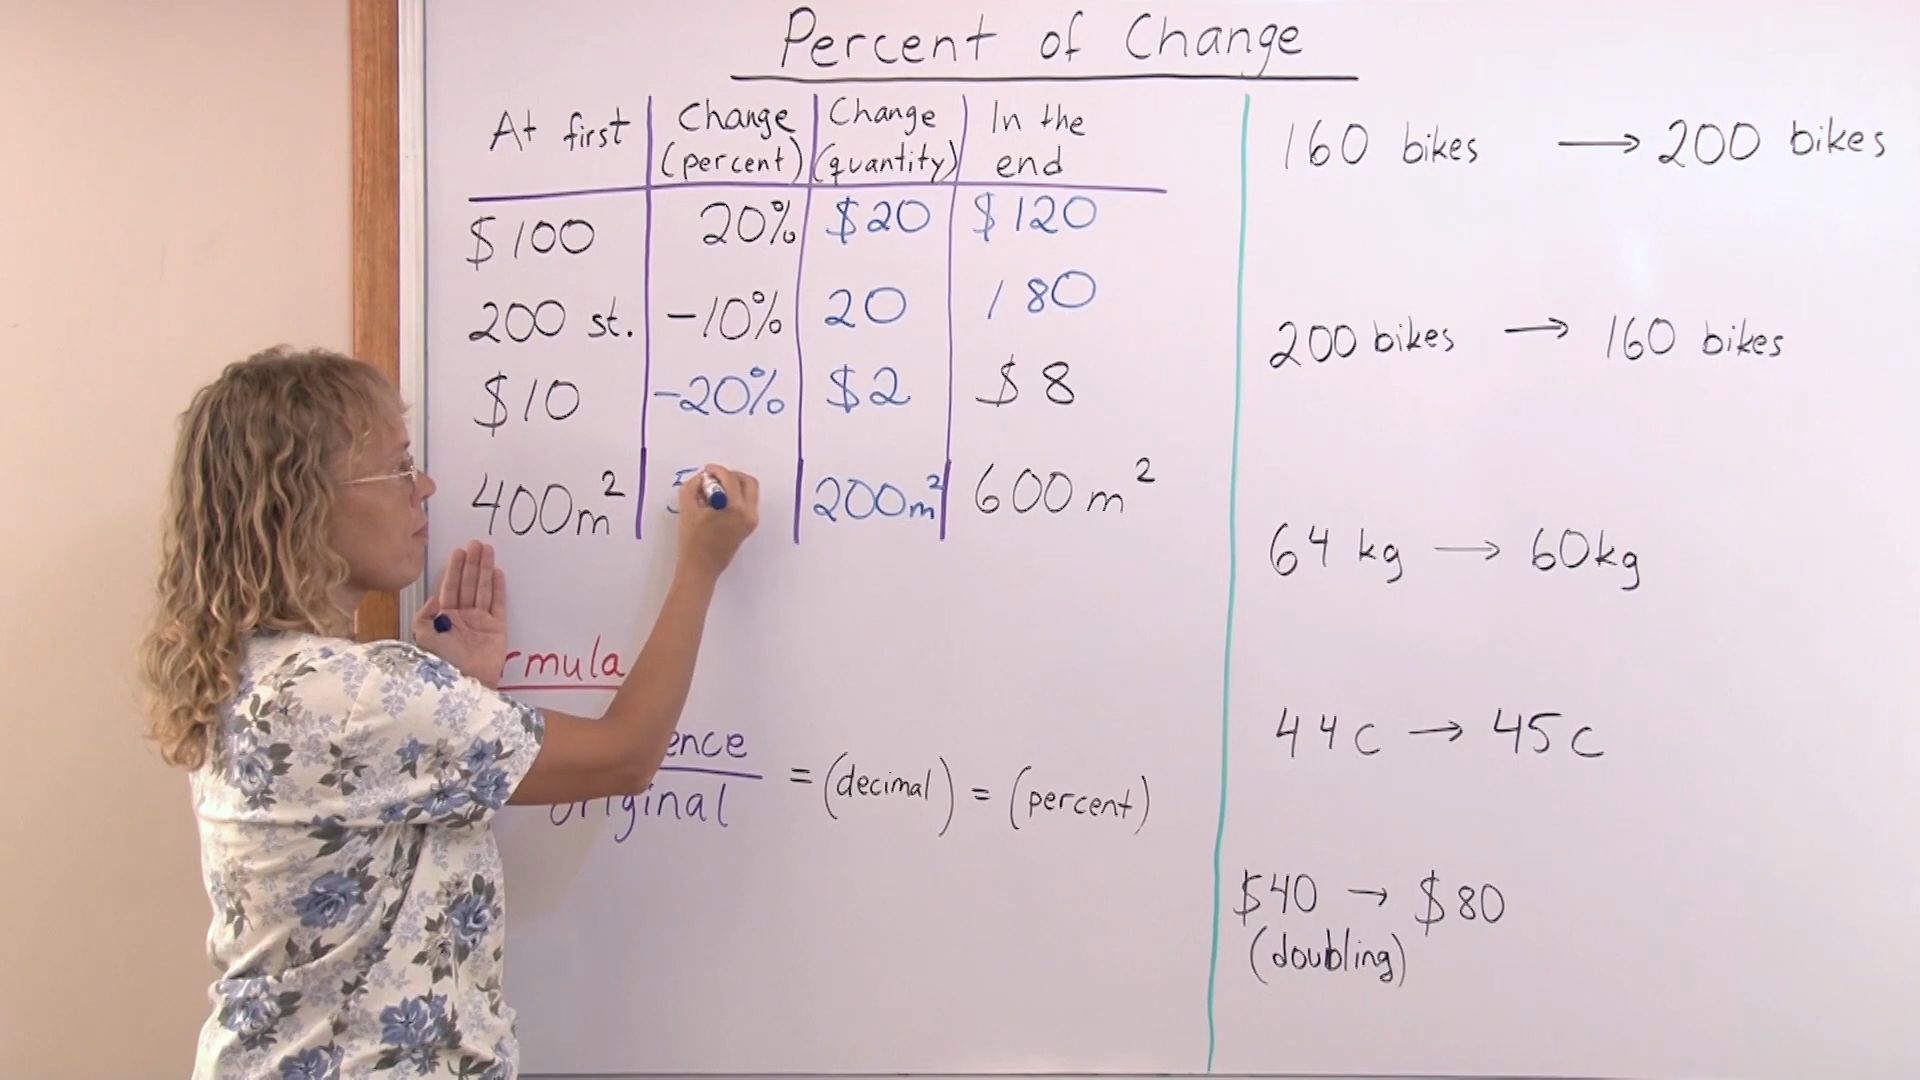 Percent of Change
At first Change (percent) Change (quantity) In the end
$100 20% $20 $120
200 st. -10% 20 180
$10 -20% $2 $8
400m² 5 200m² 600m²
rmula
ence
original = (decimal) = (percent)
160 bikes → 200 bikes
200 bikes → 160 bikes
64 kg → 60kg
44c → 45c
$40 → $80
(doubling)